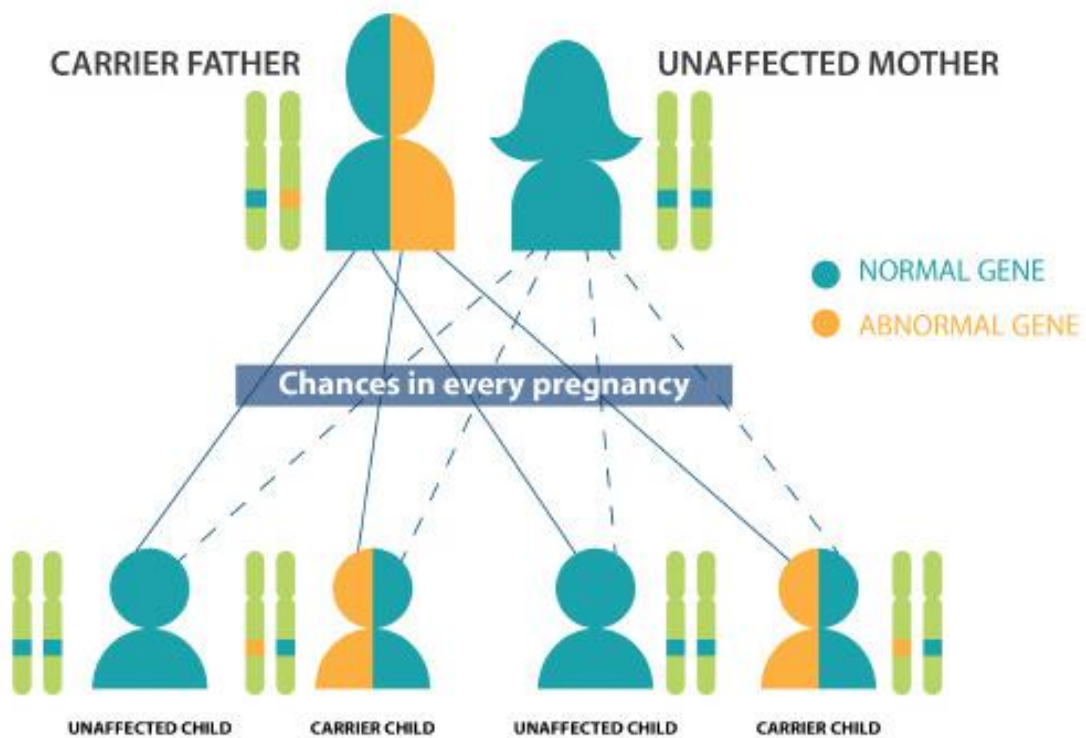 CARRIER FATHER
UNAFFECTED MOTHER
NORMAL GENE
ABNORMAL GENE
Chances in every pregnancy
UNAFFECTED CHILD
CARRIER CHILD
UNAFFECTED CHILD
CARRIER CHILD